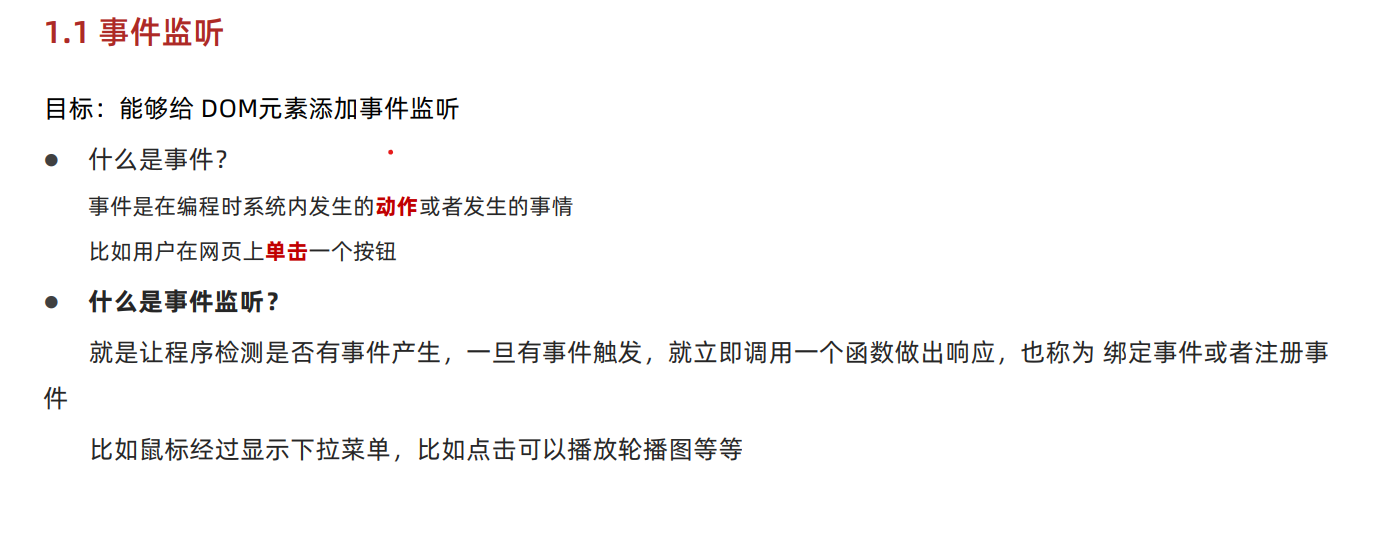 1.1 事件监听
目标：能够给 DOM元素添加事件监听
● 什么是事件？
事件是在编程时系统内发生的动作或者发生的事情
比如用户在网页上单击一个按钮
● 什么是事件监听？
就是让程序检测是否有事件产生，一旦有事件触发，就立即调用一个函数做出响应，也称为 绑定事件或者注册事
件
比如鼠标经过显示下拉菜单，比如点击可以播放轮播图等等